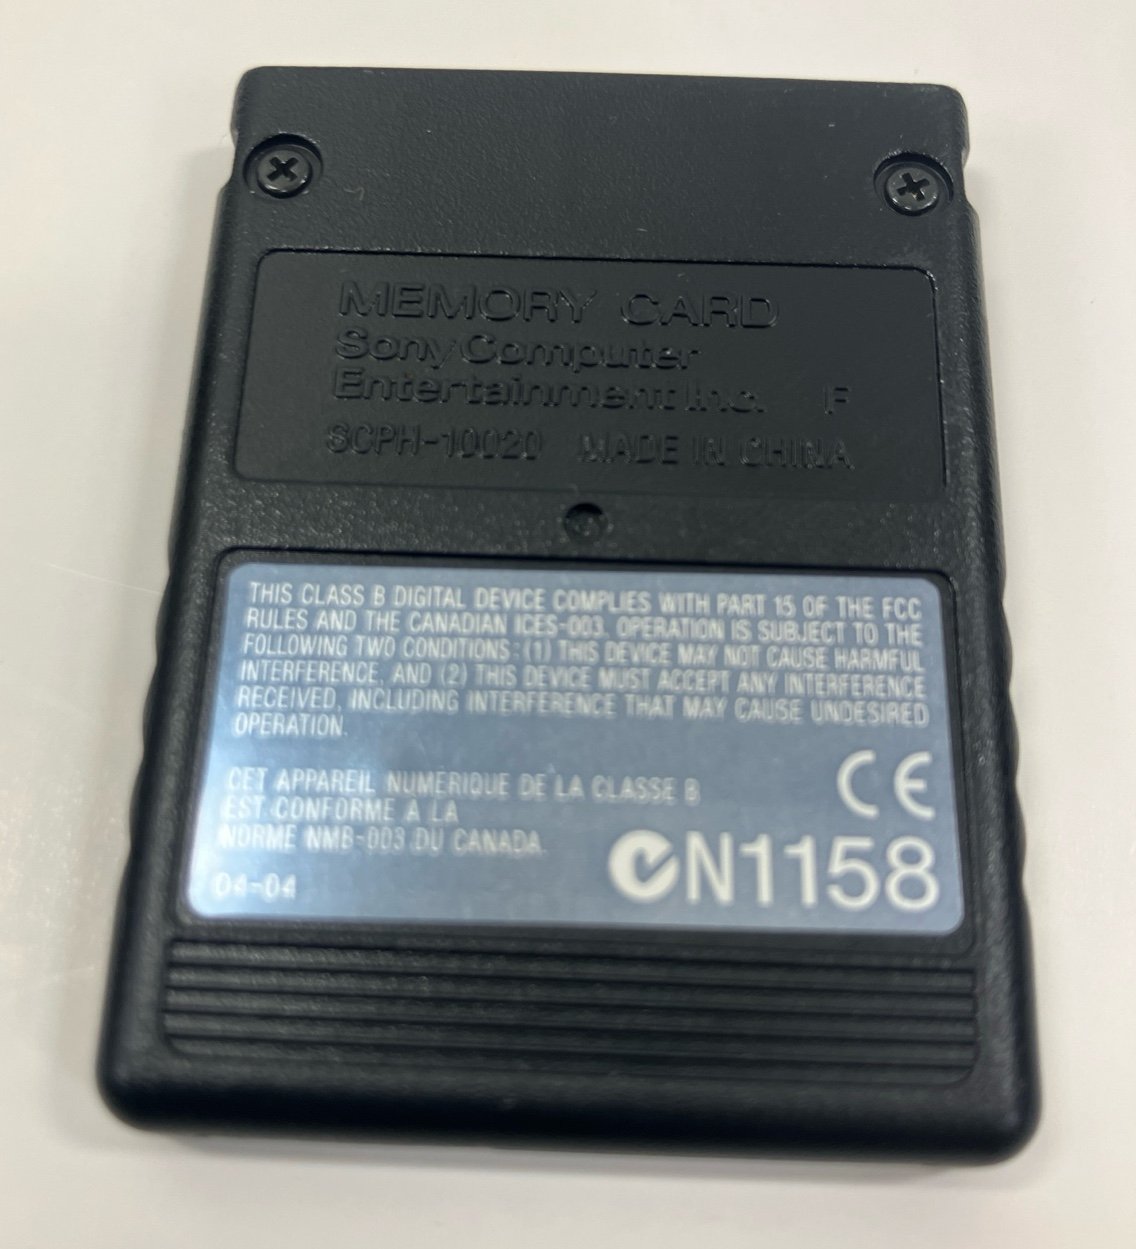 MEMORY CARD
Sony Computer
Entertainment Inc. F
SCPH-10020 MADE IN CHINA
THIS CLASS B DIGITAL DEVICE COMPLIES WITH PART 15 OF THE FCC
RULES AND THE CANADIAN ICES-003. OPERATION IS SUBJECT TO THE
FOLLOWING TWO CONDITIONS: (1) THIS DEVICE MAY NOT CAUSE HARMFUL
INTERFERENCE, AND (2) THIS DEVICE MUST ACCEPT ANY INTERFERENCE
RECEIVED, INCLUDING INTERFERENCE THAT MAY CAUSE UNDESIRED
OPERATION.
CET APPAREIL NUMERIQUE DE LA CLASSE B
EST CONFORME A LA
NORME NMB-003 DU CANADA.
CE
N1158
04-04